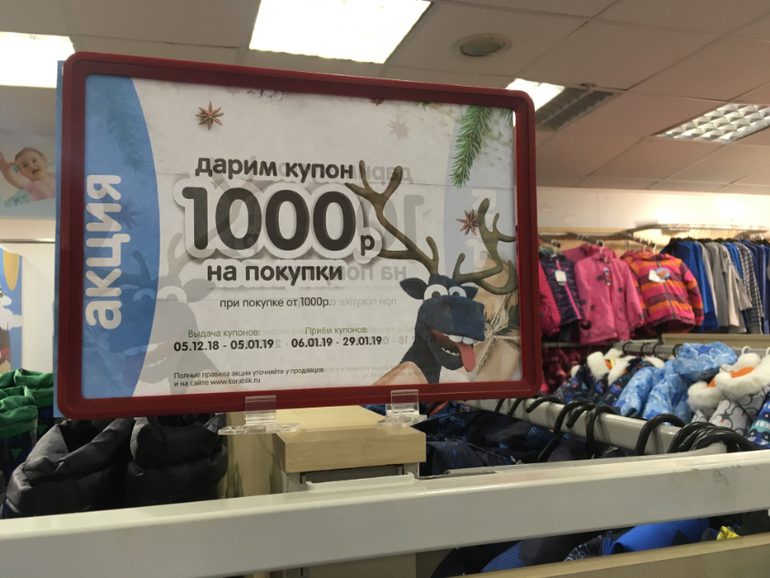 акция
дарим купон
1000р
на покупки
при покупке от 1000р.
Выдача купонов: Приём купонов:
05.12.18 - 05.01.19 06.01.19 - 29.01.19
Полные правила акции уточняйте у продавцов
и на сайте www.korablik.ru